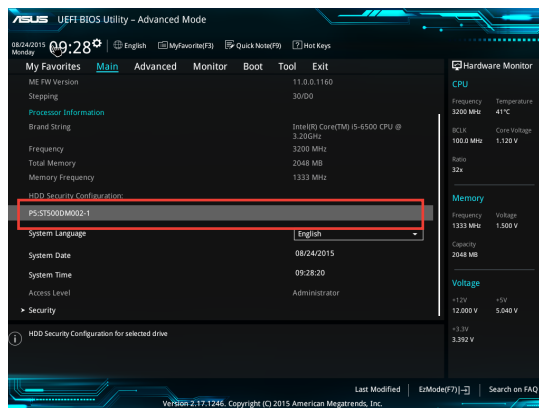 ASUS UEFI BIOS Utility – Advanced Mode
08/24/2015 Monday 09:28 English MyFavorite(F3) Quick Note(F9) ? Hot Keys
My Favorites Main Advanced Monitor Boot Tool Exit
ME FW Version 11.0.0.1160
Stepping 30/D0
Processor Information
Brand String Intel(R) Core(TM) i5-6500 CPU @
3.20GHz
Frequency 3200 MHz
Total Memory 2048 MB
Memory Frequency 1333 MHz
HDD Security Configuration:
P5:ST500DM002-1
System Language English
System Date 08/24/2015
System Time 09:28:20
Access Level Administrator
> Security
i HDD Security Configuration for selected drive
Hardware Monitor
CPU
Frequency Temperature
3200 MHz 41°C
BCLK Core Voltage
100.0 MHz 1.120 V
Ratio
32x
Memory
Frequency Voltage
1333 MHz 1.500 V
Capacity
2048 MB
Voltage
+12V +5V
12.000 V 5.040 V
+3.3V
3.392 V
Last Modified EzMode(F7) Search on FAQ
Version 2.17.1246. Copyright (C) 2015 American Megatrends, Inc.